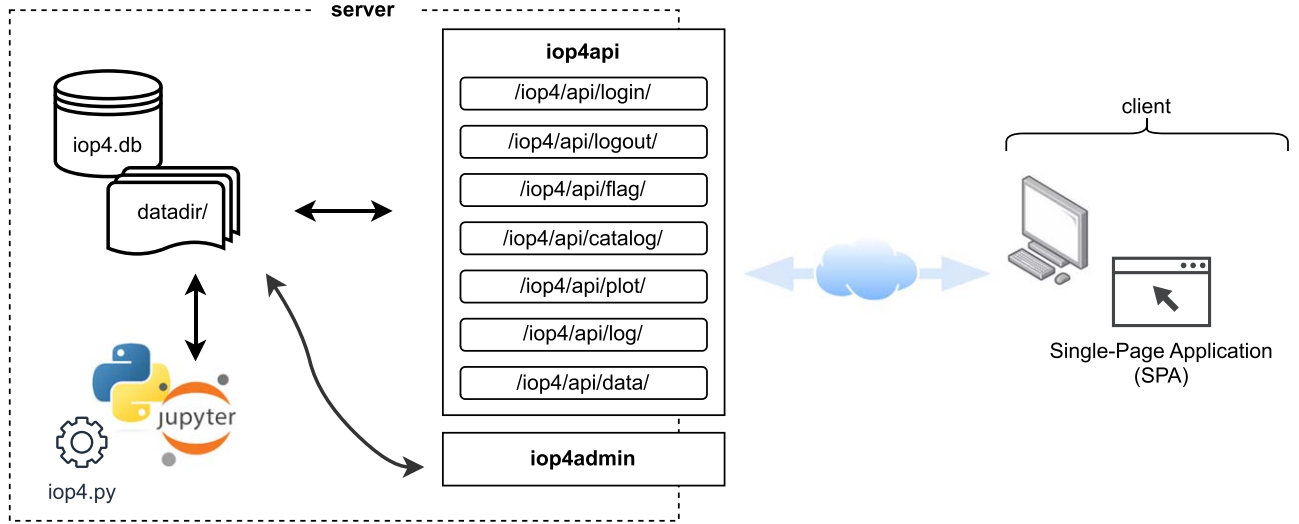 server
iop4.db
datadir/
jupyter
iop4.py
iop4api
/iop4/api/login/
/iop4/api/logout/
/iop4/api/flag/
/iop4/api/catalog/
/iop4/api/plot/
/iop4/api/log/
/iop4/api/data/
iop4admin
client
Single-Page Application
(SPA)